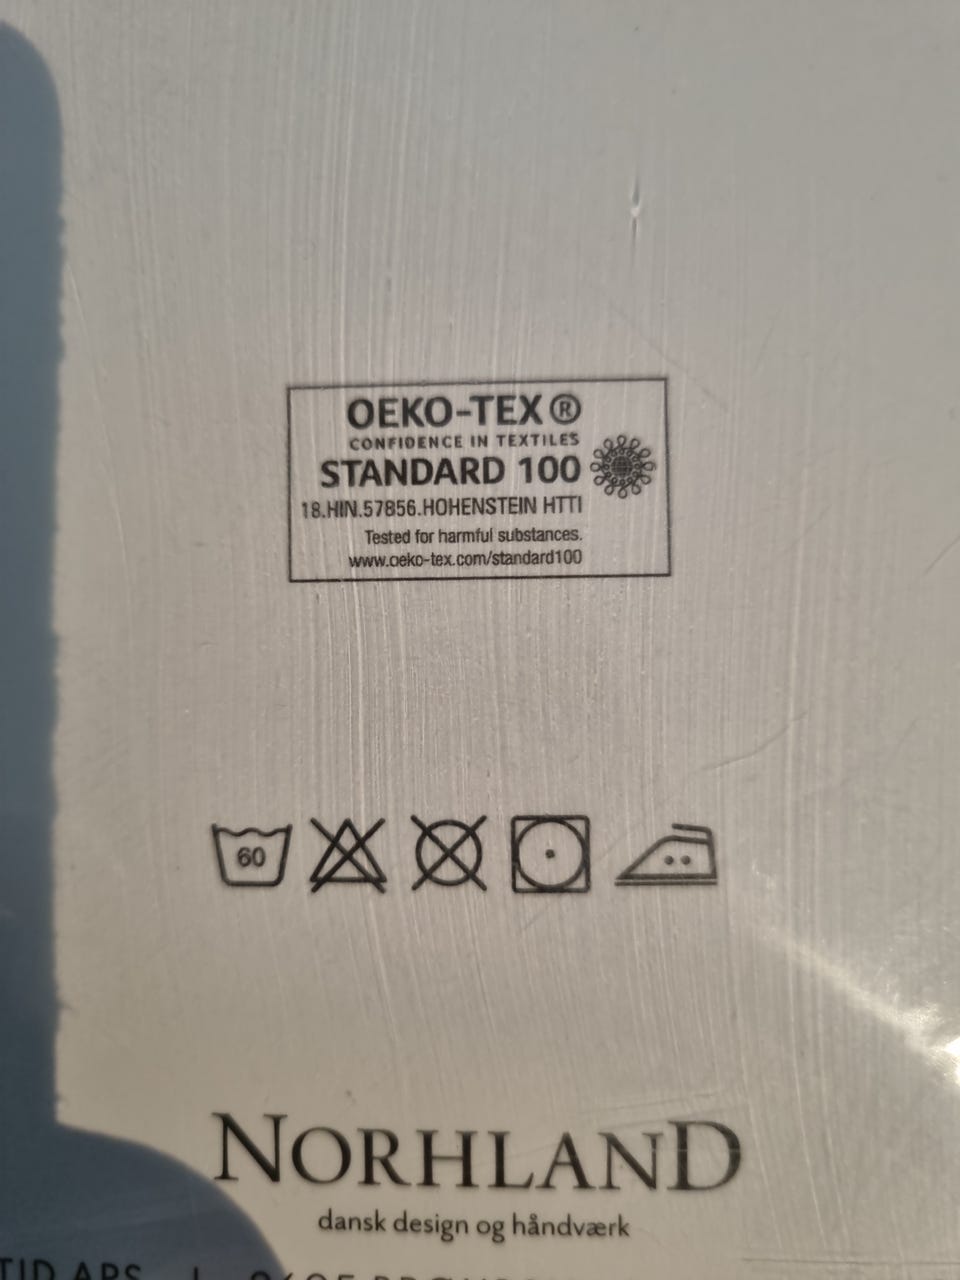 OEKO-TEX®
CONFIDENCE IN TEXTILES
STANDARD 100
18.HIN.57856.HOHENSTEIN HTTI
Tested for harmful substances.
www.oeko-tex.com/standard100
60
NORHLAND
dansk design og håndværk
APS |